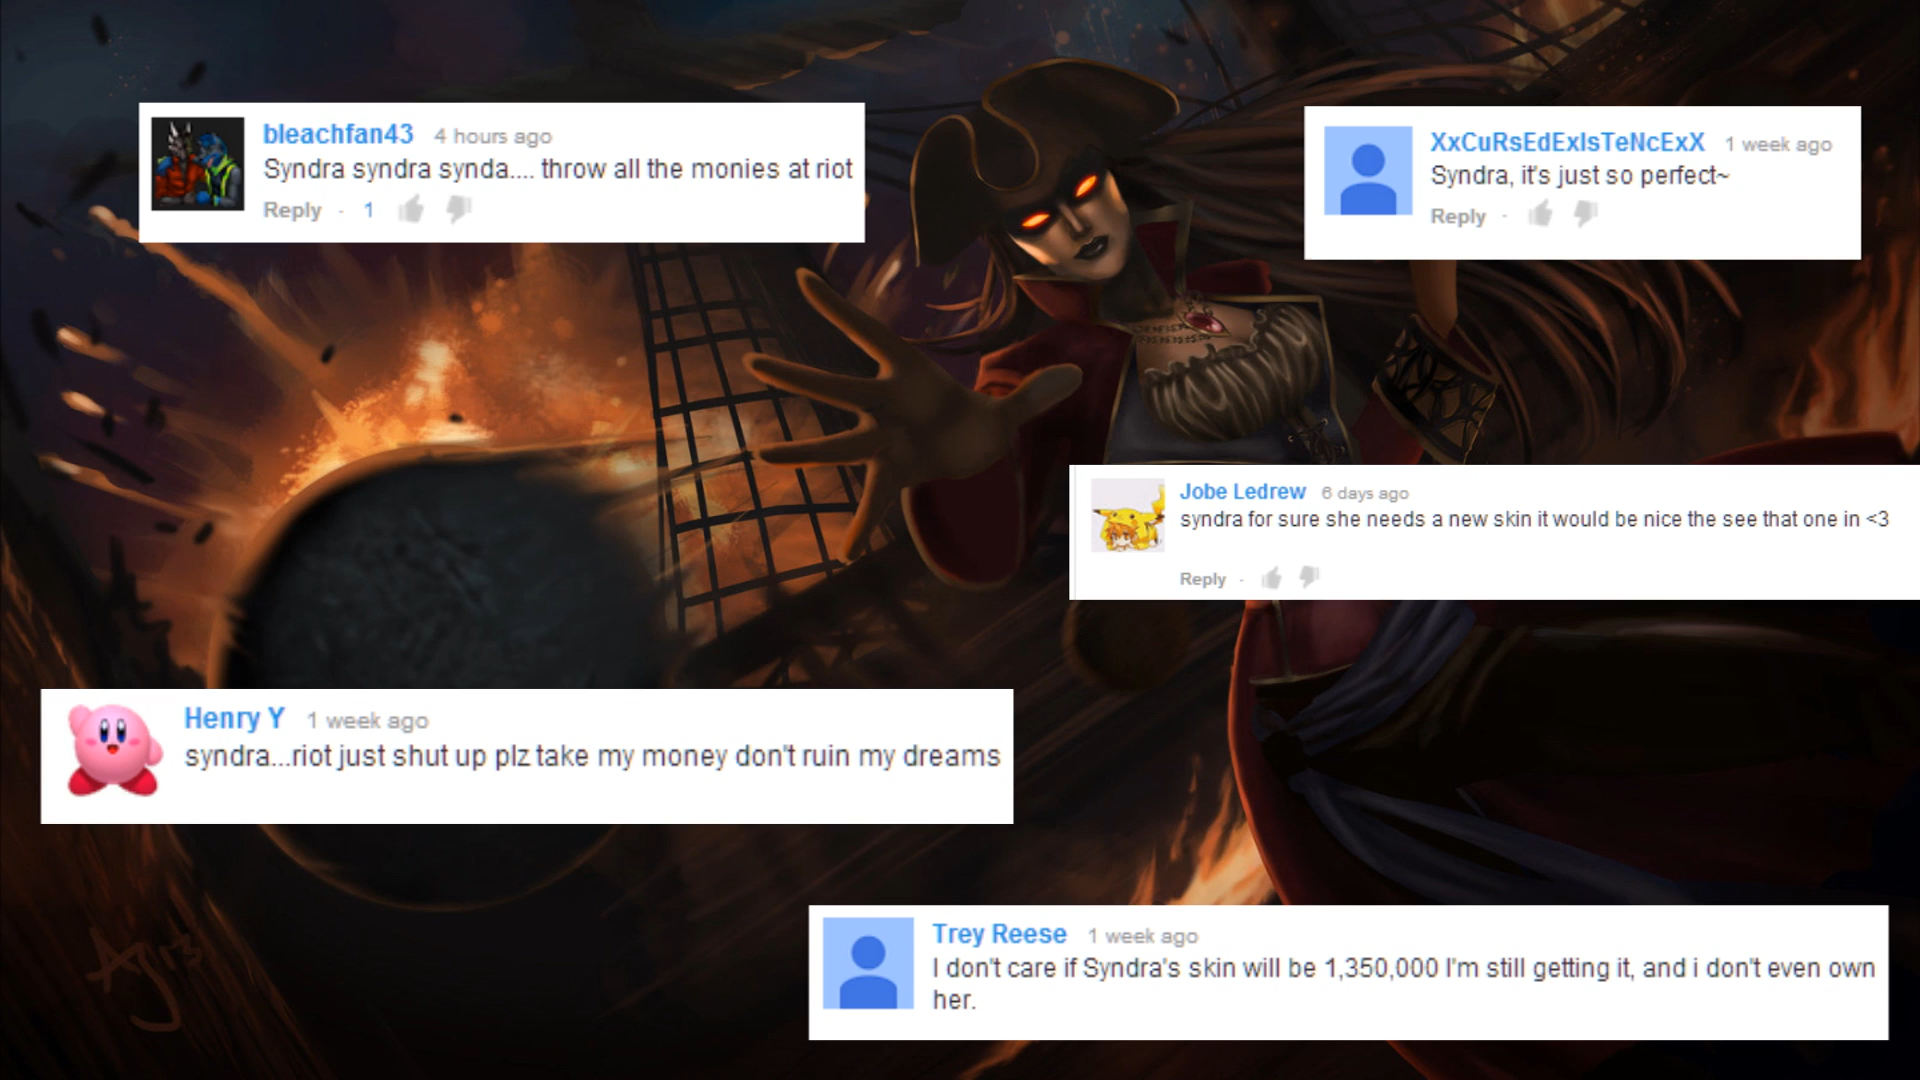 bleachfan43 4 hours ago
Syndra syndra synda.... throw all the monies at riot
Reply · 1
XxCuRsEdExIsTeNcExX 1 week ago
Syndra, it's just so perfect~
Reply ·
Jobe Ledrew 6 days ago
syndra for sure she needs a new skin it would be nice the see that one in <3
Reply ·
Henry Y 1 week ago
syndra...riot just shut up plz take my money don't ruin my dreams
Trey Reese 1 week ago
I don't care if Syndra's skin will be 1,350,000 I'm still getting it, and i don't even own
her.